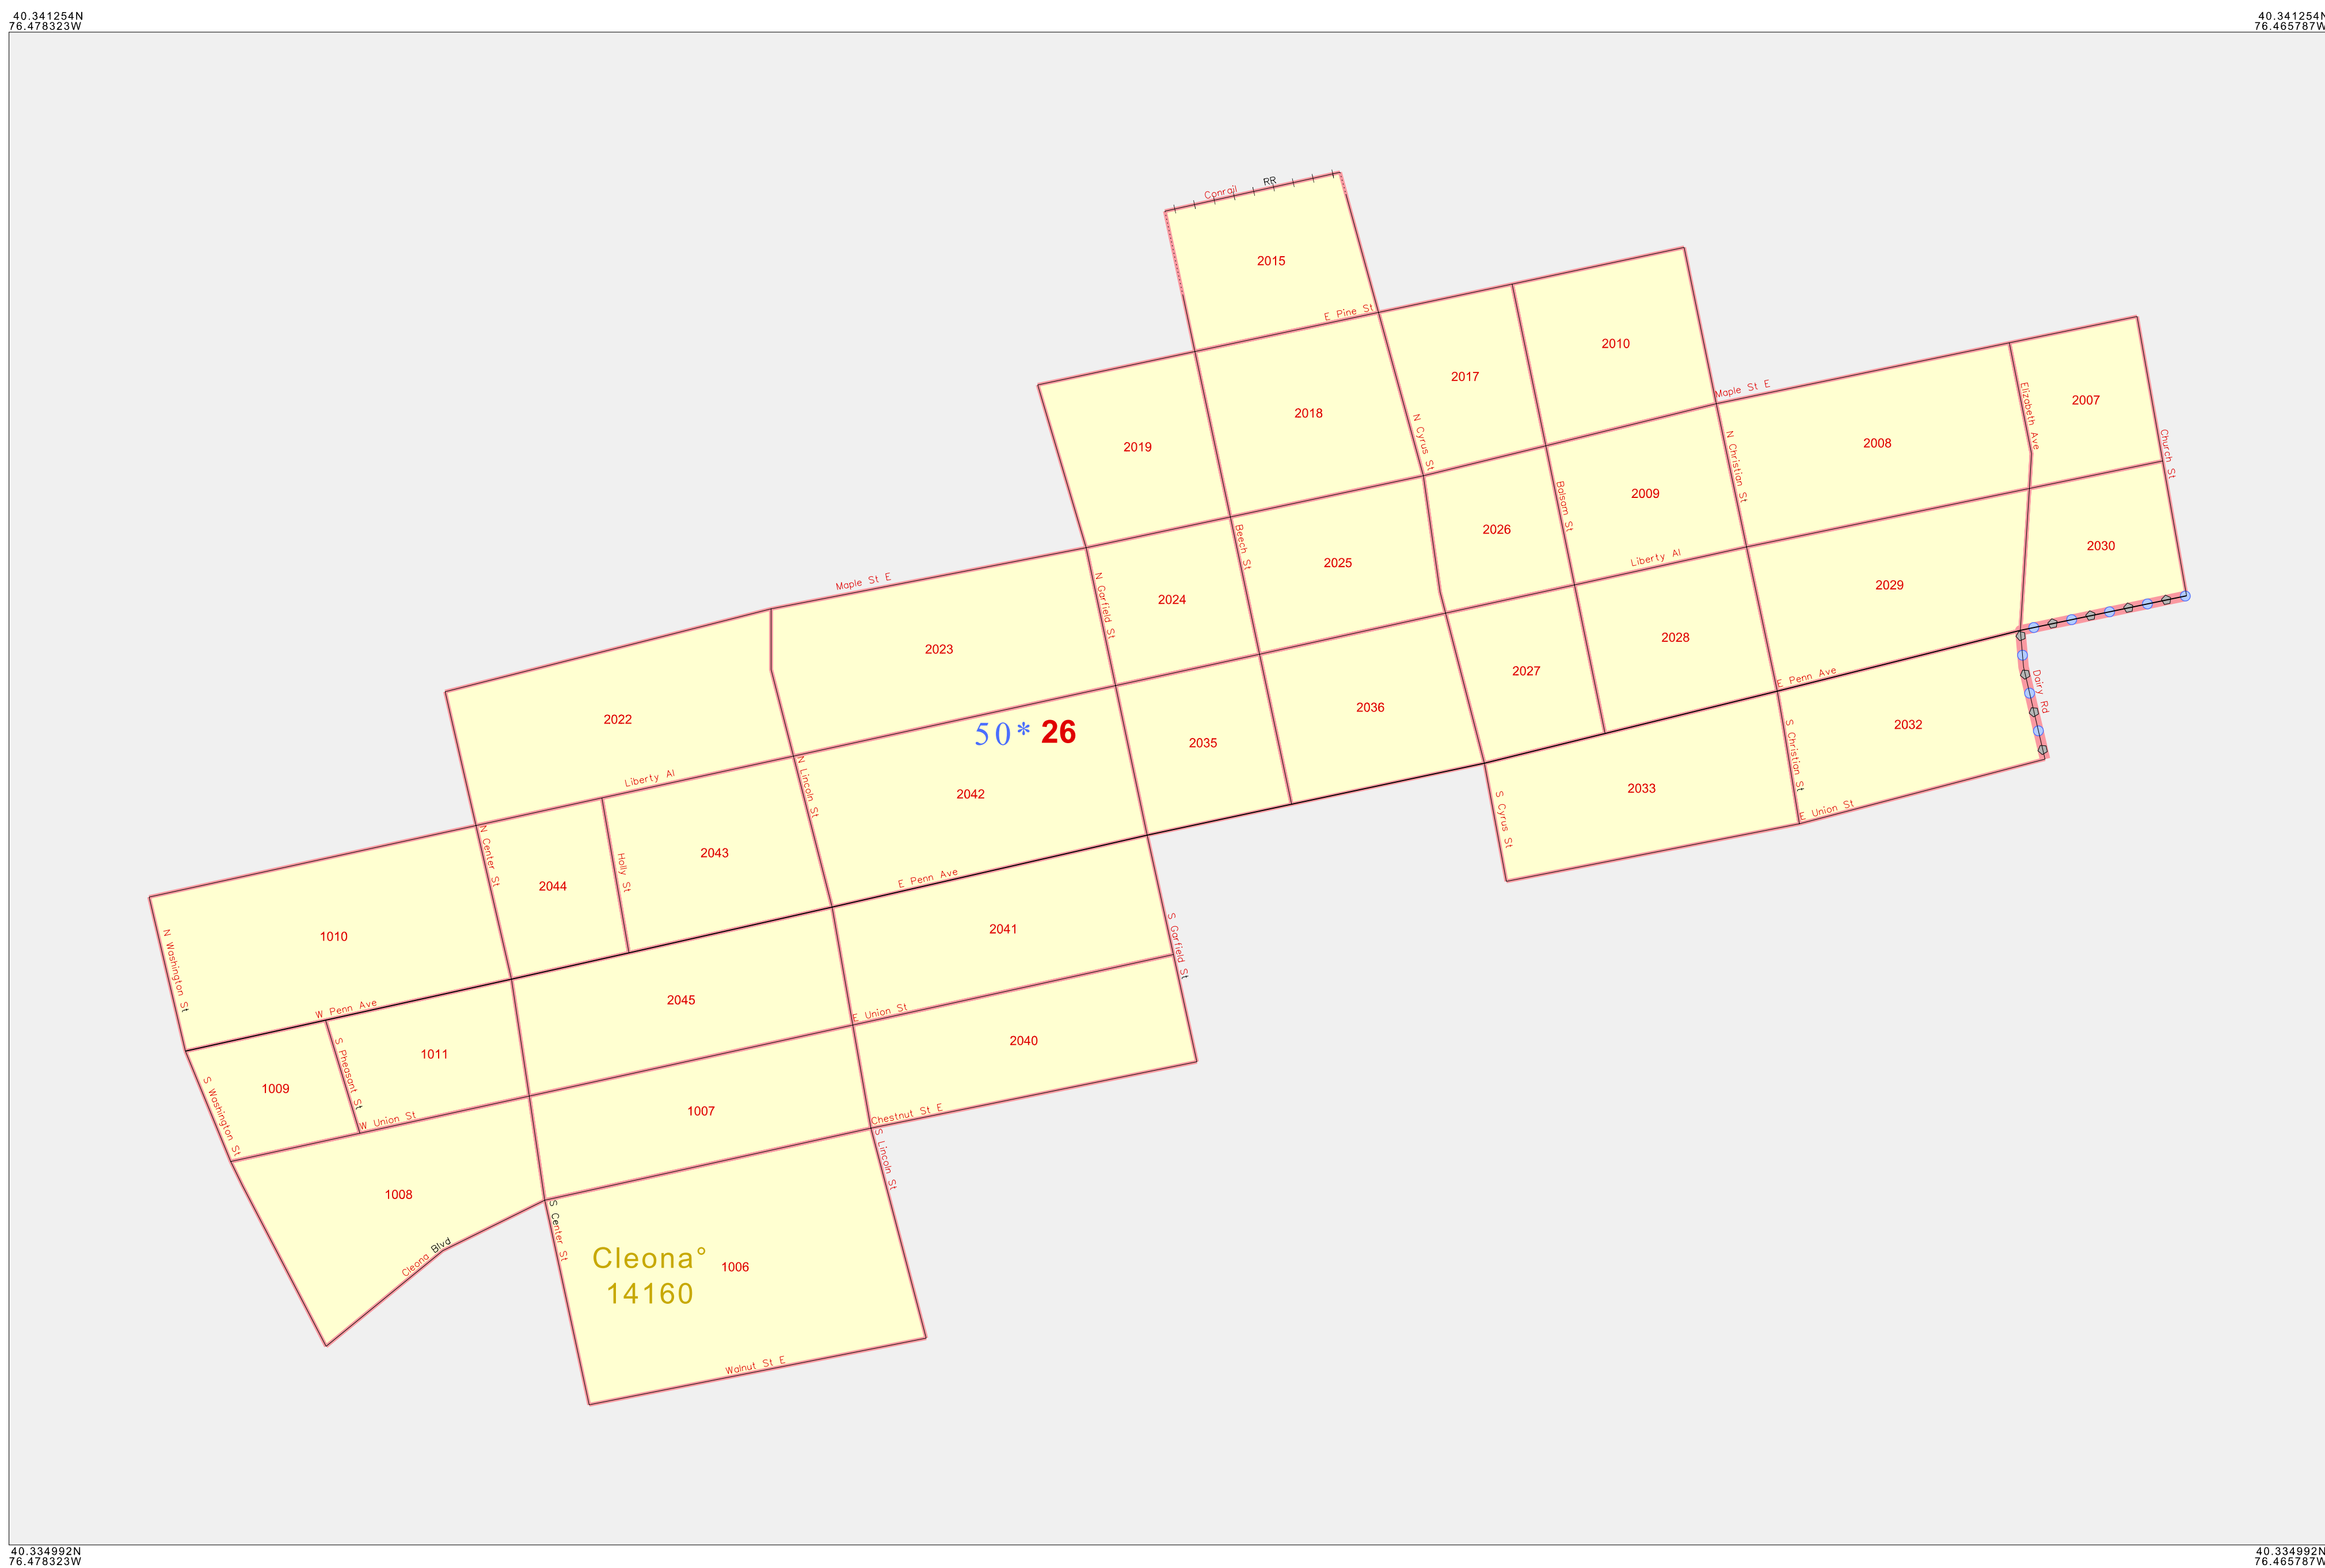 40.341254N
76.478323W
40.341254N
76.465787W
Conrail RR
2015
E Pine St
2010
2017
2018
Maple St E
Elizabeth Ave
2007
2019
N Cyrus St
N Christian St
2008
Church St
Balsam St
2009
Beech St
2026
2025
Liberty Al
2030
Maple St E
N Garfield St
2024
2029
2023
2028
2027
E Penn Ave
Dairy Rd
2022
50* 26
2035
2036
S Christian St
2032
Liberty Al
N Lincoln St
2042
2033
S Cyrus St
E Union St
N Center St
2044
Holly St
2043
E Penn Ave
N Washington St
1010
2041
S Garfield St
W Penn Ave
2045
E Union St
S Pheasant St
1011
2040
S Washington St
1009
W Union St
1007
Chestnut St E
S Lincoln St
1008
S Center St
Cleona Blvd
Cleona°
14160
1006
Walnut St E
40.334992N
76.478323W
40.334992N
76.465787W